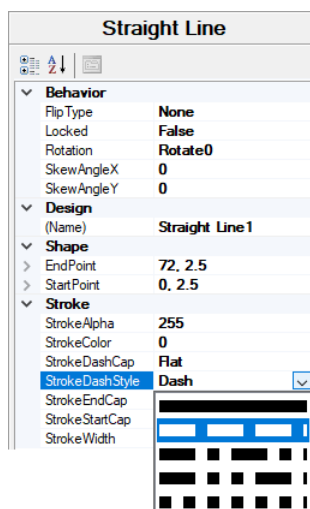 Straight Line
Behavior
FlipType None
Locked False
Rotation Rotate0
SkewAngleX 0
SkewAngleY 0
Design
(Name) Straight Line1
Shape
EndPoint 72, 2.5
StartPoint 0, 2.5
Stroke
StrokeAlpha 255
StrokeColor 0
StrokeDashCap Flat
StrokeDashStyle Dash
StrokeEndCap
StrokeStartCap
StrokeWidth